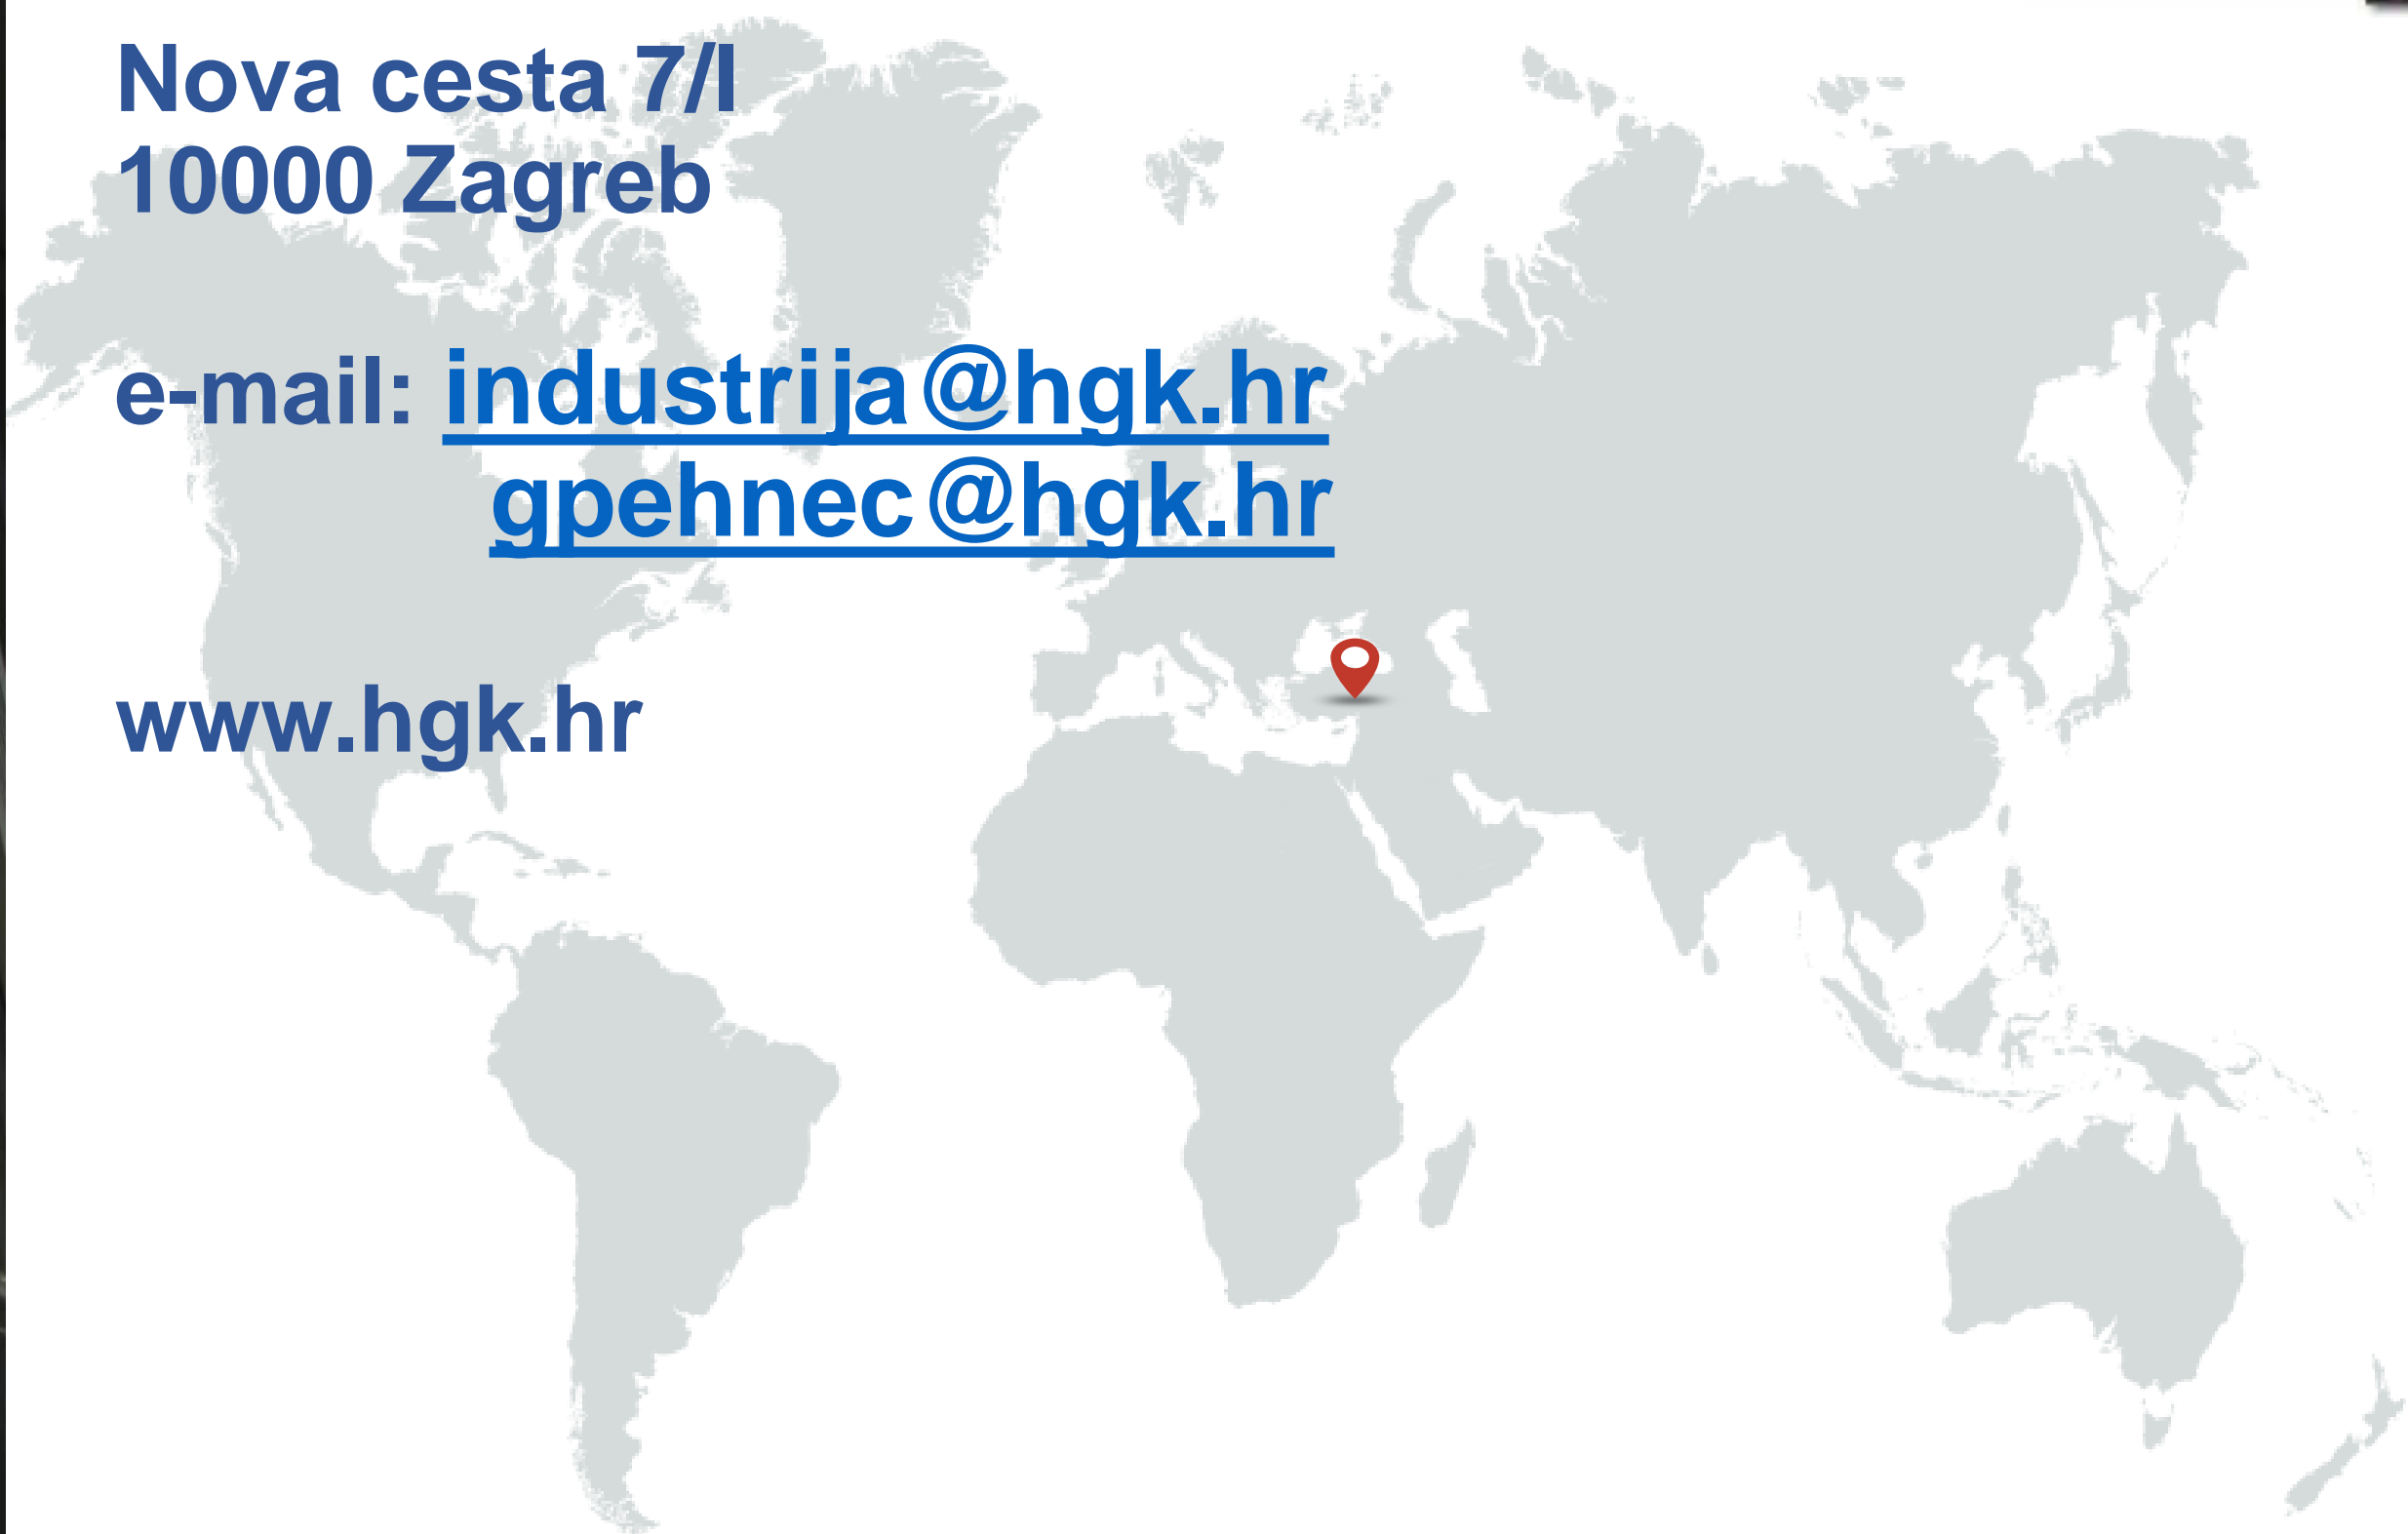 Nova cesta 7/I
10000 Zagreb
e-mail: industrija@hgk.hr
gpehnec@hgk.hr
www.hgk.hr